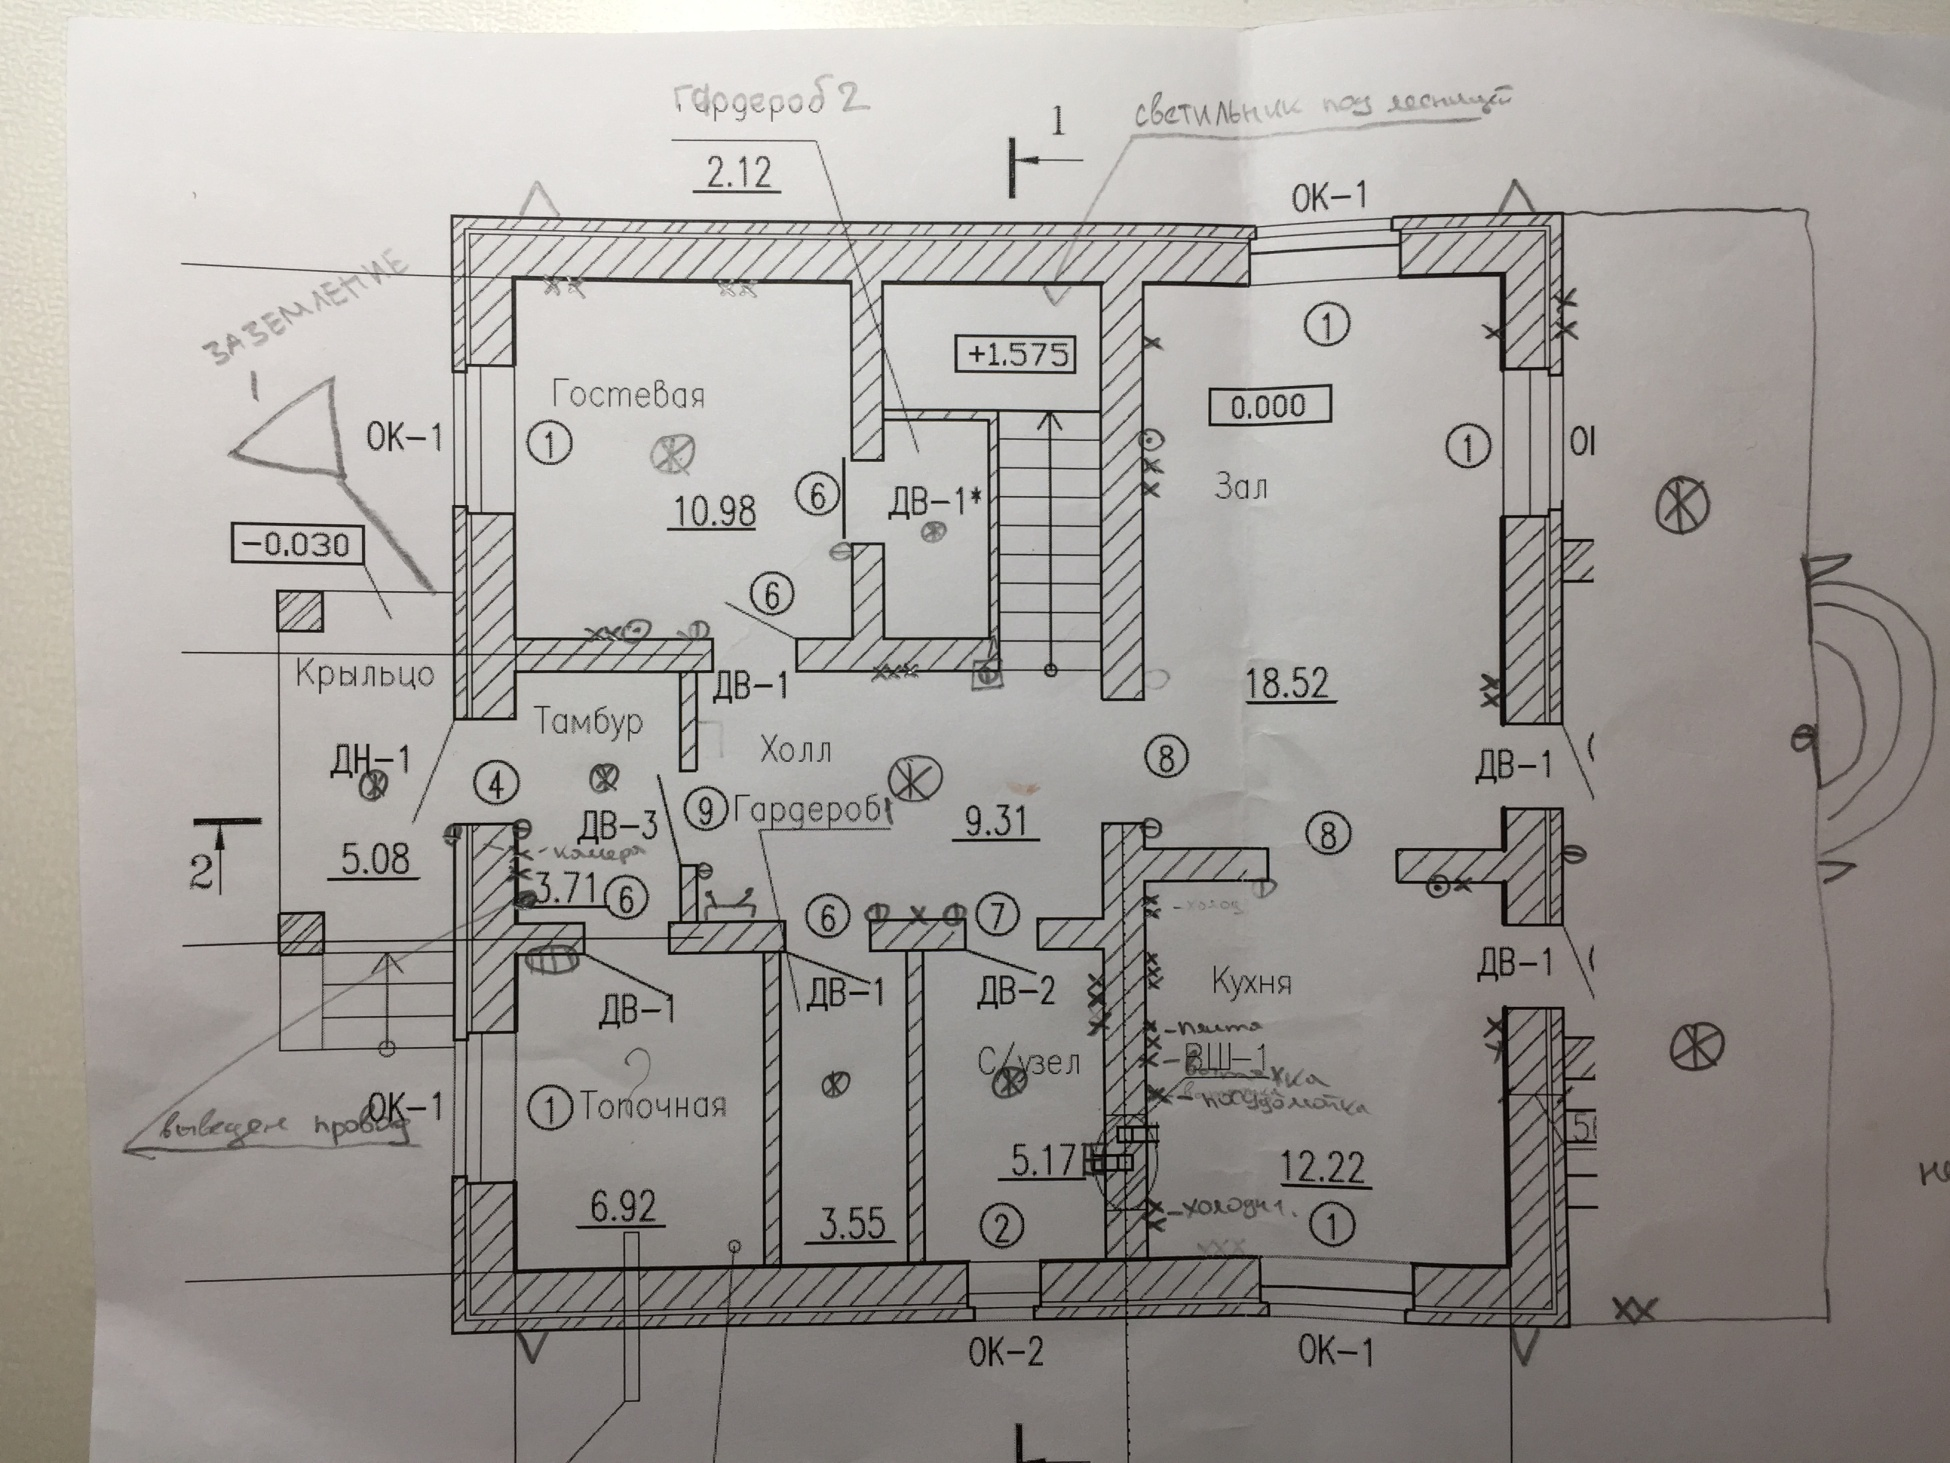 Гардероб 2
светильник под лесницей
1
2.12
ОК-1
ЗАЗЕМЛЕНИЕ
+1.575
1
Гостевая
0.000
ОК-1
1
1
Зал
6
ДВ-1*
10.98
-0.030
6
Крыльцо
ДВ-1
18.52
Тамбур
Холл
8
ДН-1
4
ДВ-1
9
Гардероб1
ДВ-3
9.31
8
2
5.08
камера
3.71
6
6
7
холод
ДВ-1
ДВ-1
ДВ-1
ДВ-2
Кухня
плита
С/узел
ВШ-1
вытяжка
ОК-1
1
Топочная
посудомойка
выведен провод
5.17
12.22
6.92
3.55
2
холодн.
1
ОК-2
ОК-1